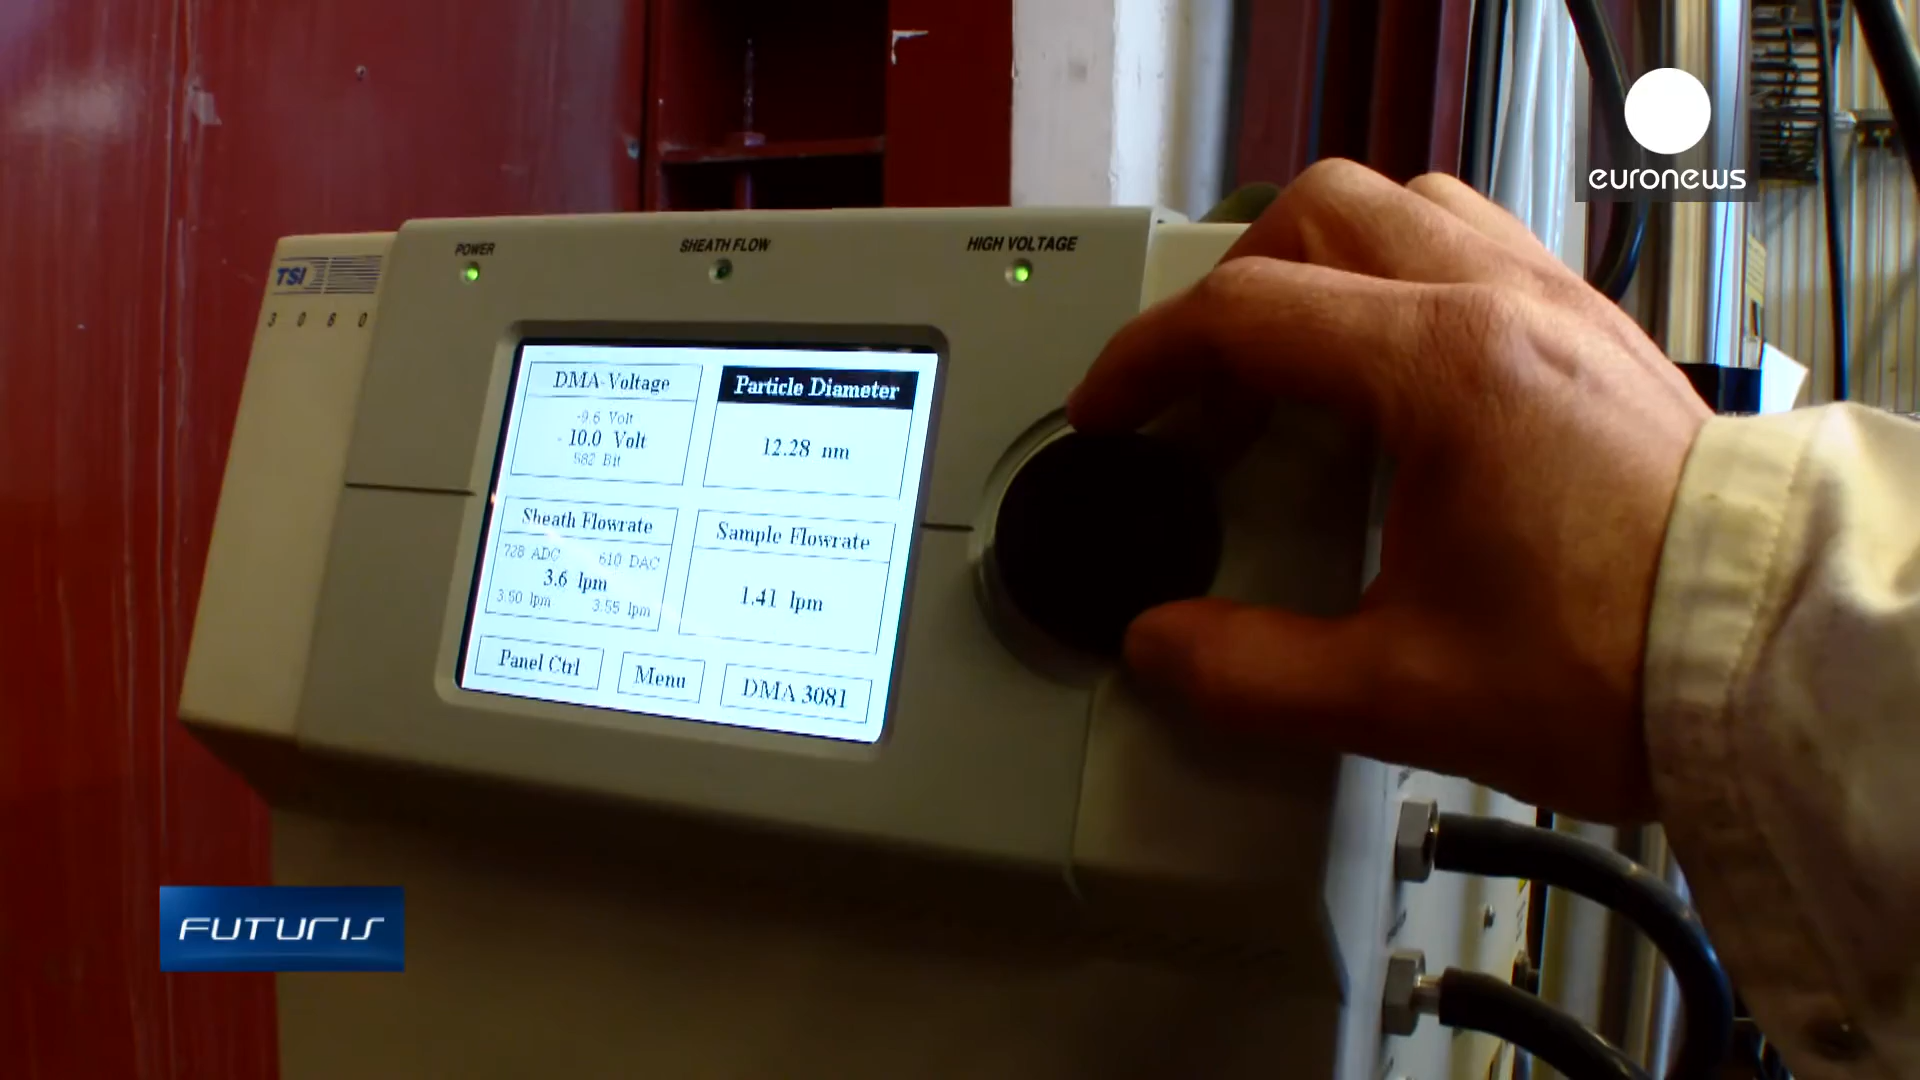 euronews
POWER
SHEATH FLOW
HIGH VOLTAGE
TSI
3 0 8 0
DMA-Voltage
-9.6 Volt
- 10.0 Volt
582 Bit
Particle Diameter
12.28 nm
Sheath Flowrate
728 ADC 610 DAC
3.6 lpm
3.50 lpm 3.55 lpm
Sample Flowrate
1.41 lpm
Panel Ctrl
Menu
DMA 3081
FUTURIS